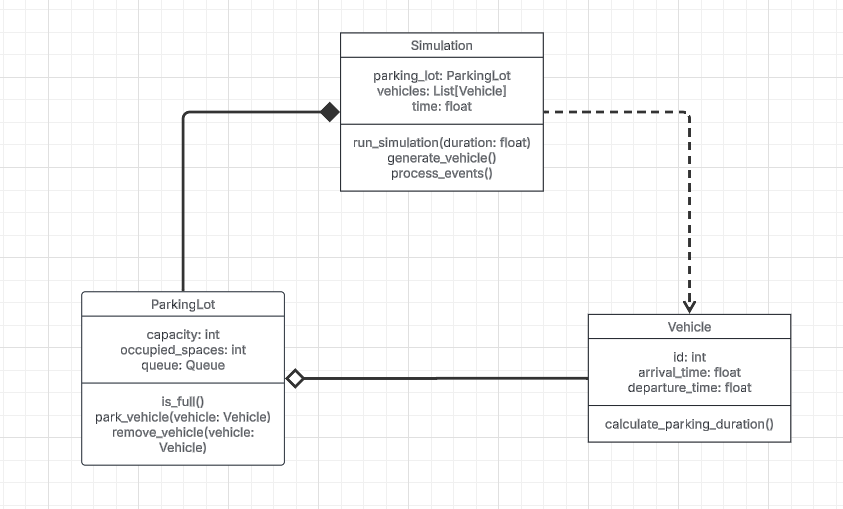 Simulation
parking_lot: ParkingLot
vehicles: List[Vehicle]
time: float
run_simulation(duration: float)
generate_vehicle()
process_events()
ParkingLot
capacity: int
occupied_spaces: int
queue: Queue
is_full()
park_vehicle(vehicle: Vehicle)
remove_vehicle(vehicle:
Vehicle)
Vehicle
id: int
arrival_time: float
departure_time: float
calculate_parking_duration()